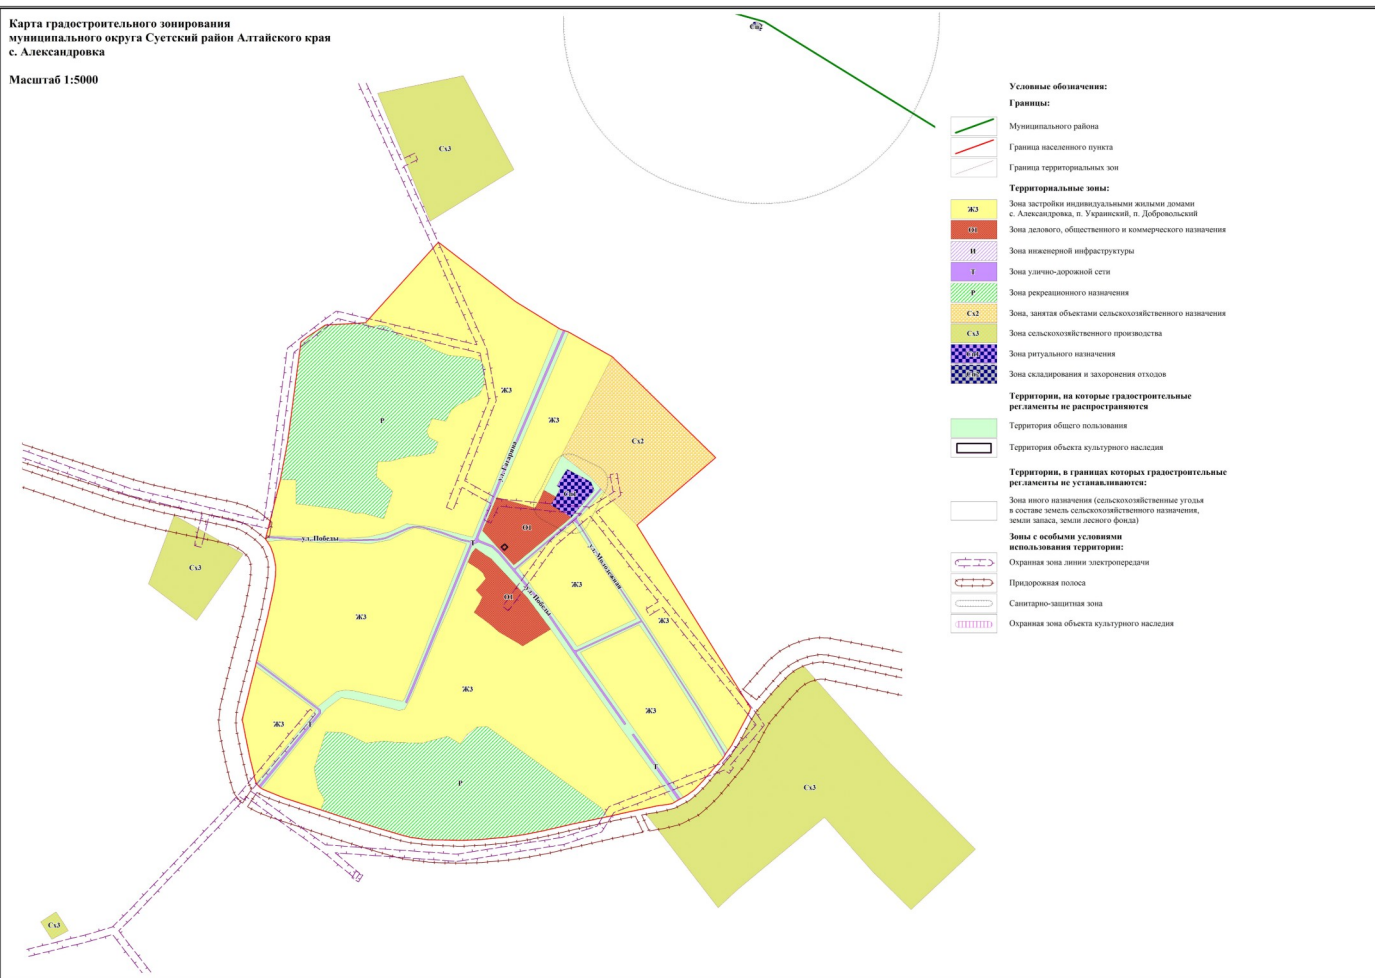 Карта градостроительного зонирования
муниципального округа Суетский район Алтайского края
с. Александровка
Масштаб 1:5000
Условные обозначения:
Границы:
Муниципального района
Граница населенного пункта
Граница территориальных зон
Территориальные зоны:
Ж3
Зона застройки индивидуальными жилыми домами
с. Александровка, п. Украинский, п. Добровольский
О1
Зона делового, общественного и коммерческого назначения
И
Зона инженерной инфраструктуры
Т
Зона улично-дорожной сети
Р
Зона рекреационного назначения
Сх2
Зона, занятая объектами сельскохозяйственного назначения
Сх3
Зона сельскохозяйственного производства
Зона ритуального назначения
Зона складирования и захоронения отходов
Территории, на которые градостроительные
регламенты не распространяются
Территория общего пользования
Территория объекта культурного наследия
Территории, в границах которых градостроительные
регламенты не устанавливаются:
Зона иного назначения (сельскохозяйственные угодья
в составе земель сельскохозяйственного назначения,
земли запаса, земли лесного фонда)
Зоны с особыми условиями
использования территории:
Охранная зона линии электропередачи
Придорожная полоса
Санитарно-защитная зона
Охранная зона объекта культурного наследия
Сх3
Ж3
Ж3
Р
Сх2
ул. Гагарина
О1
ул. Победы
Т
ул. Молодежная
Сх3
Ж3
О1
ул. Победы
Ж3
Ж3
Ж3
Ж3
Т
Ж3
Т
Р
Сх3
Сх3